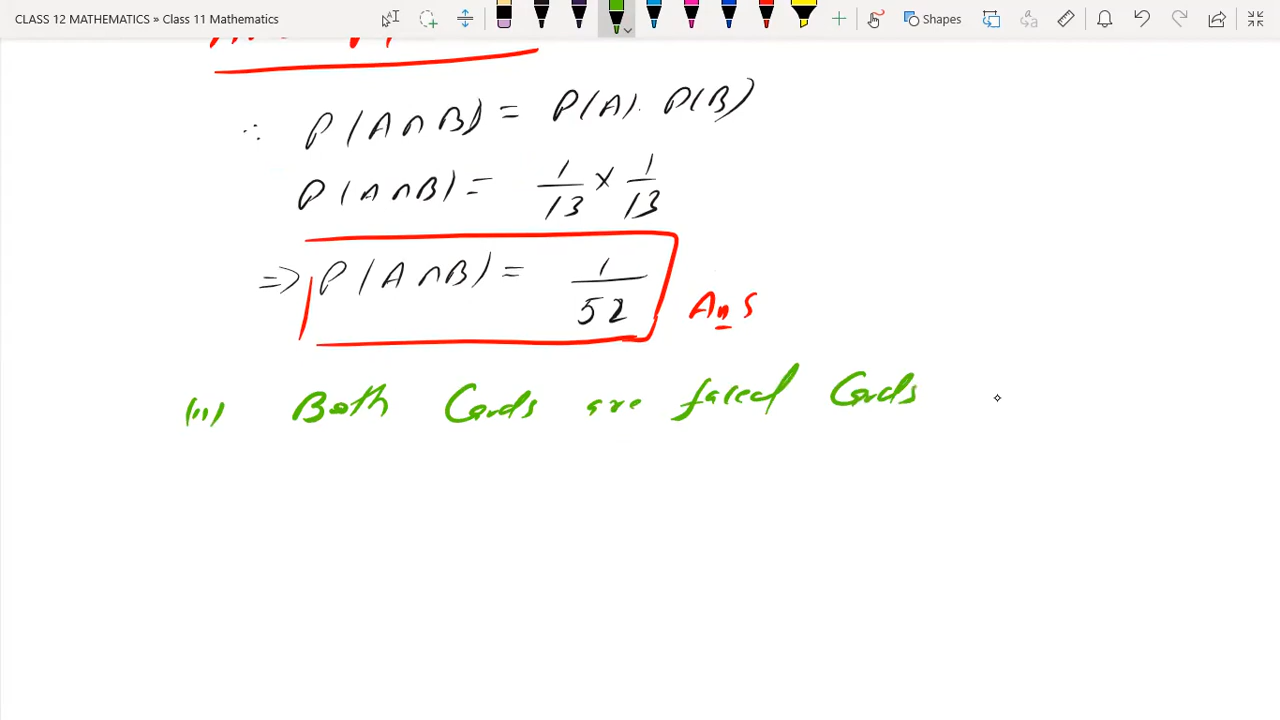 CLASS 12 MATHEMATICS » Class 11 Mathematics
Shapes
∴ P(A∩B) = P(A). P(B)
P(A∩B) = 1/13 × 1/13
=> P(A∩B) = 1/52
Ans
(ii) Both Cards are faced Cards